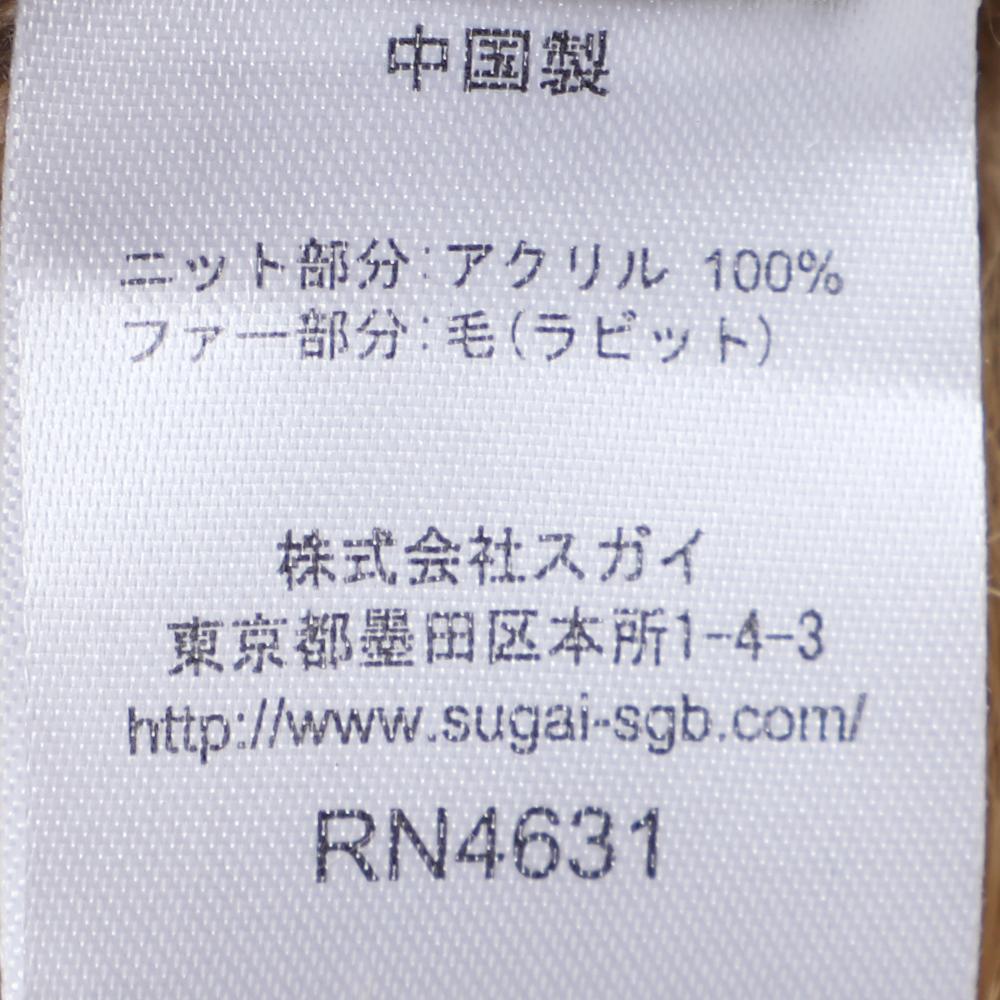 中国製
ニット部分:アクリル 100%
ファー部分:毛(ラビット)
株式会社スガイ
東京都墨田区本所1-4-3
http://www.sugai-sgb.com/
RN4631